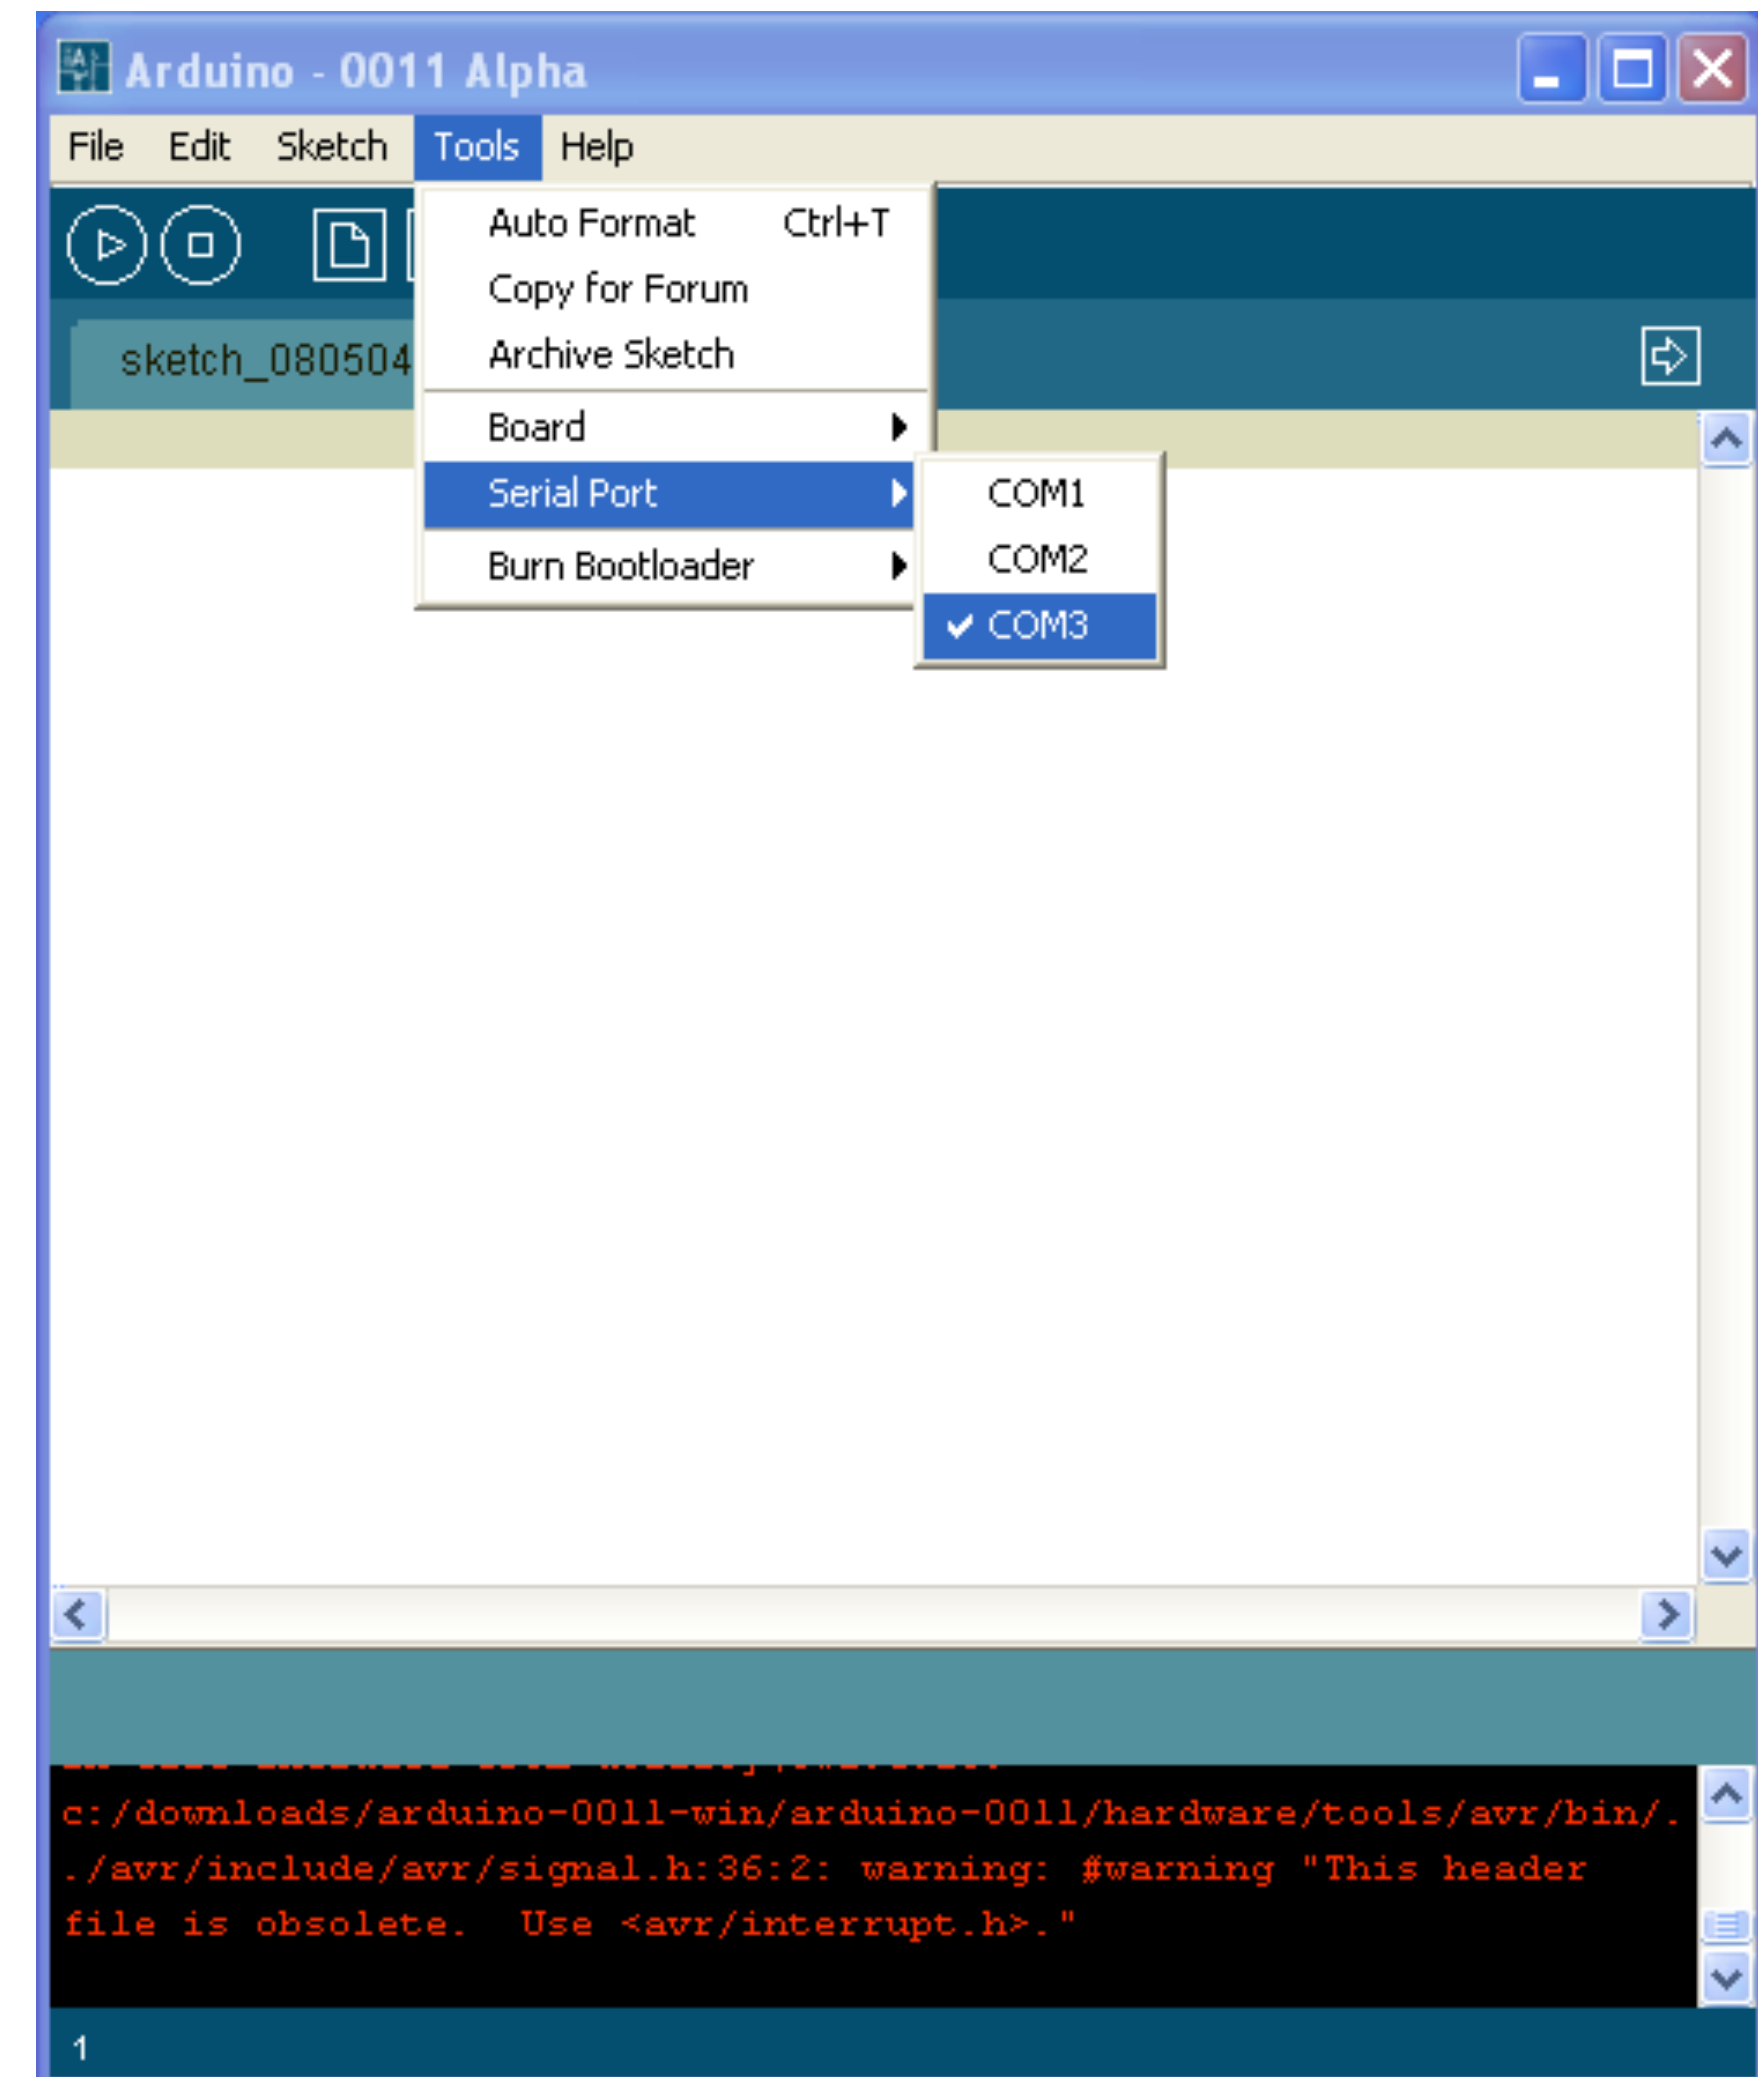 Arduino - 0011 Alpha
File Edit Sketch Tools Help
Auto Format Ctrl+T
Copy for Forum
Archive Sketch
sketch_080504
Board
Serial Port
Burn Bootloader
COM1
COM2
COM3
c:/downloads/arduino-0011-win/arduino-0011/hardware/tools/avr/bin/.
./avr/include/avr/signal.h:36:2: warning: #warning "This header
file is obsolete.  Use <avr/interrupt.h>."
1